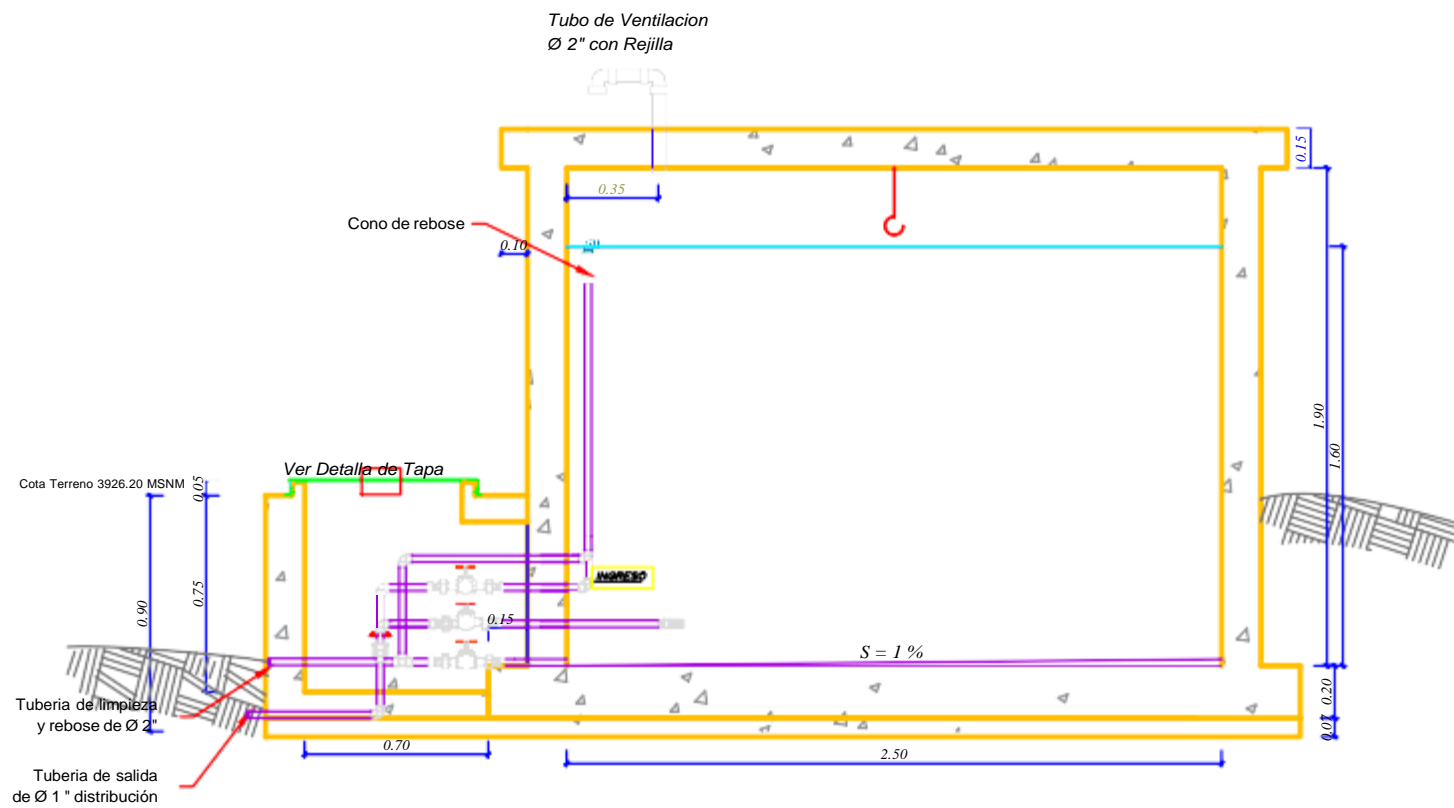 Tubo de Ventilacion
Ø 2" con Rejilla
0.15
0.35
Cono de rebose
0.10
1.90
1.60
Ver Detalla de Tapa
Cota Terreno 3926.20 MSNM
0.05
0.75
0.90
INGRESO
0.15
S = 1 %
0.20
0.07
Tuberia de limpieza
y rebose de Ø 2"
0.70
2.50
Tuberia de salida
de Ø 1 " distribución